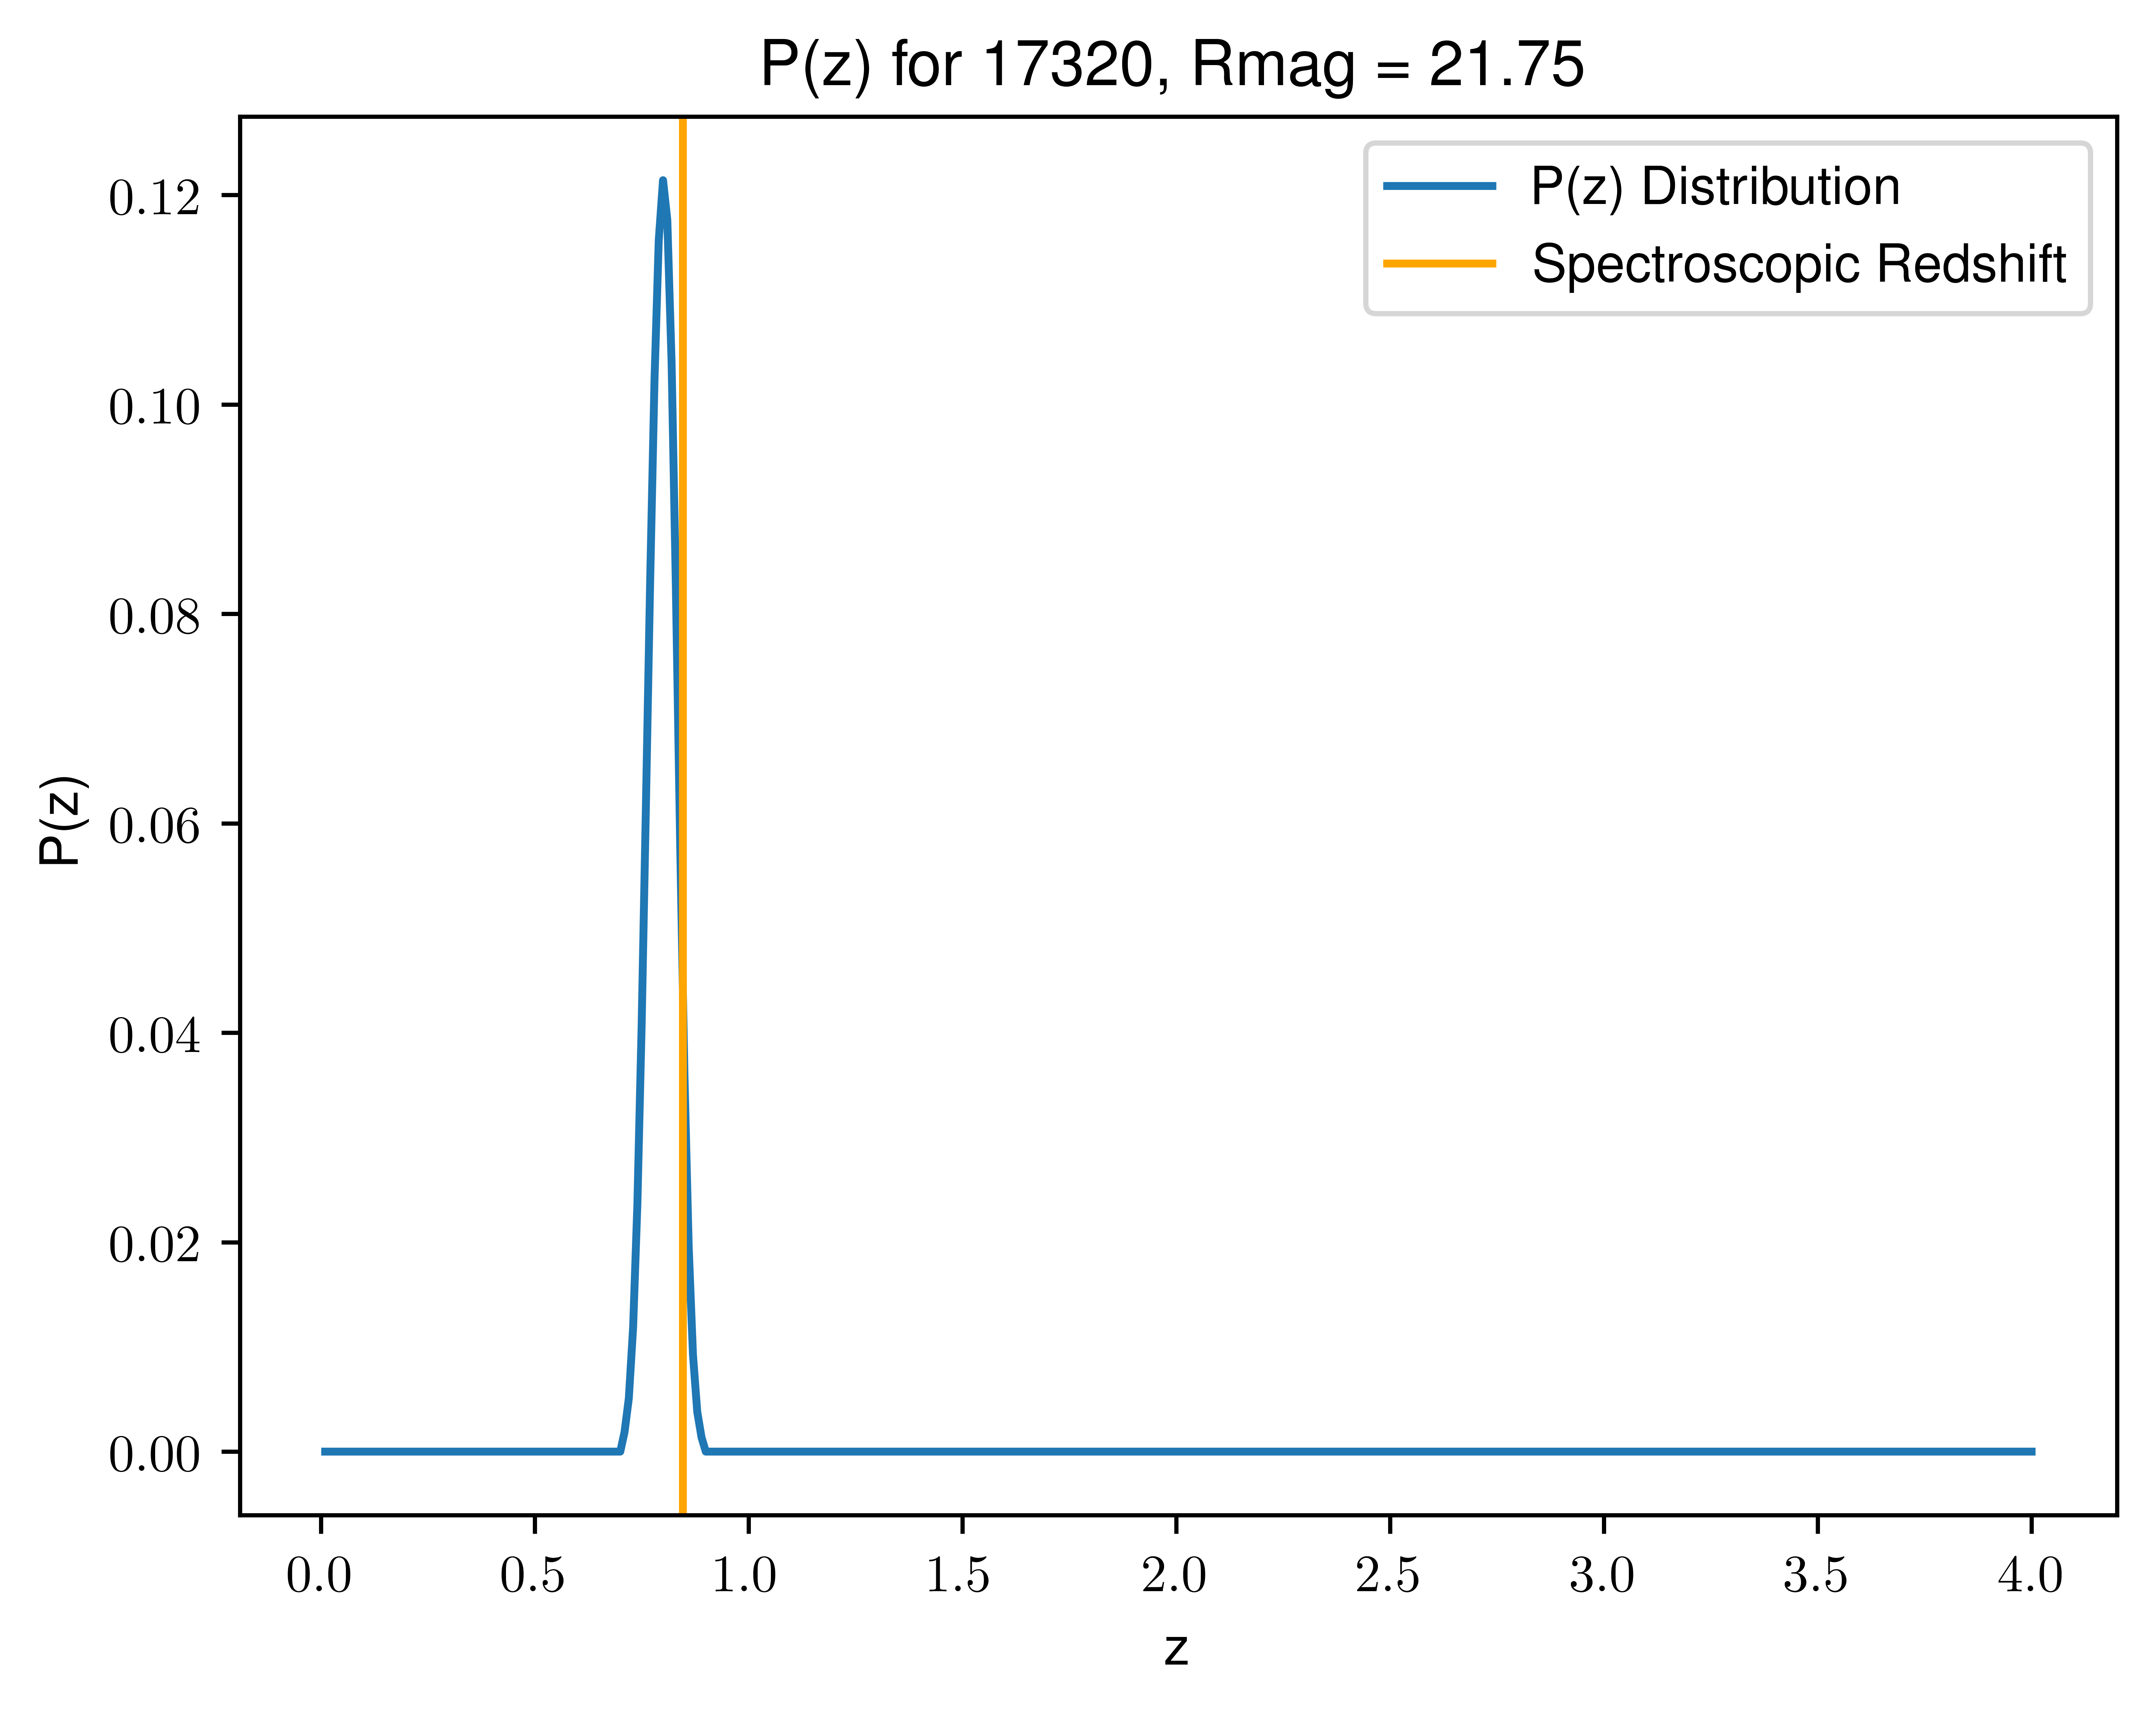 P(z) for 17320, Rmag = 21.75
P(z) Distribution
Spectroscopic Redshift
0.12
0.10
0.08
0.06
0.04
0.02
0.00
P(z)
0.0 0.5 1.0 1.5 2.0 2.5 3.0 3.5 4.0
z